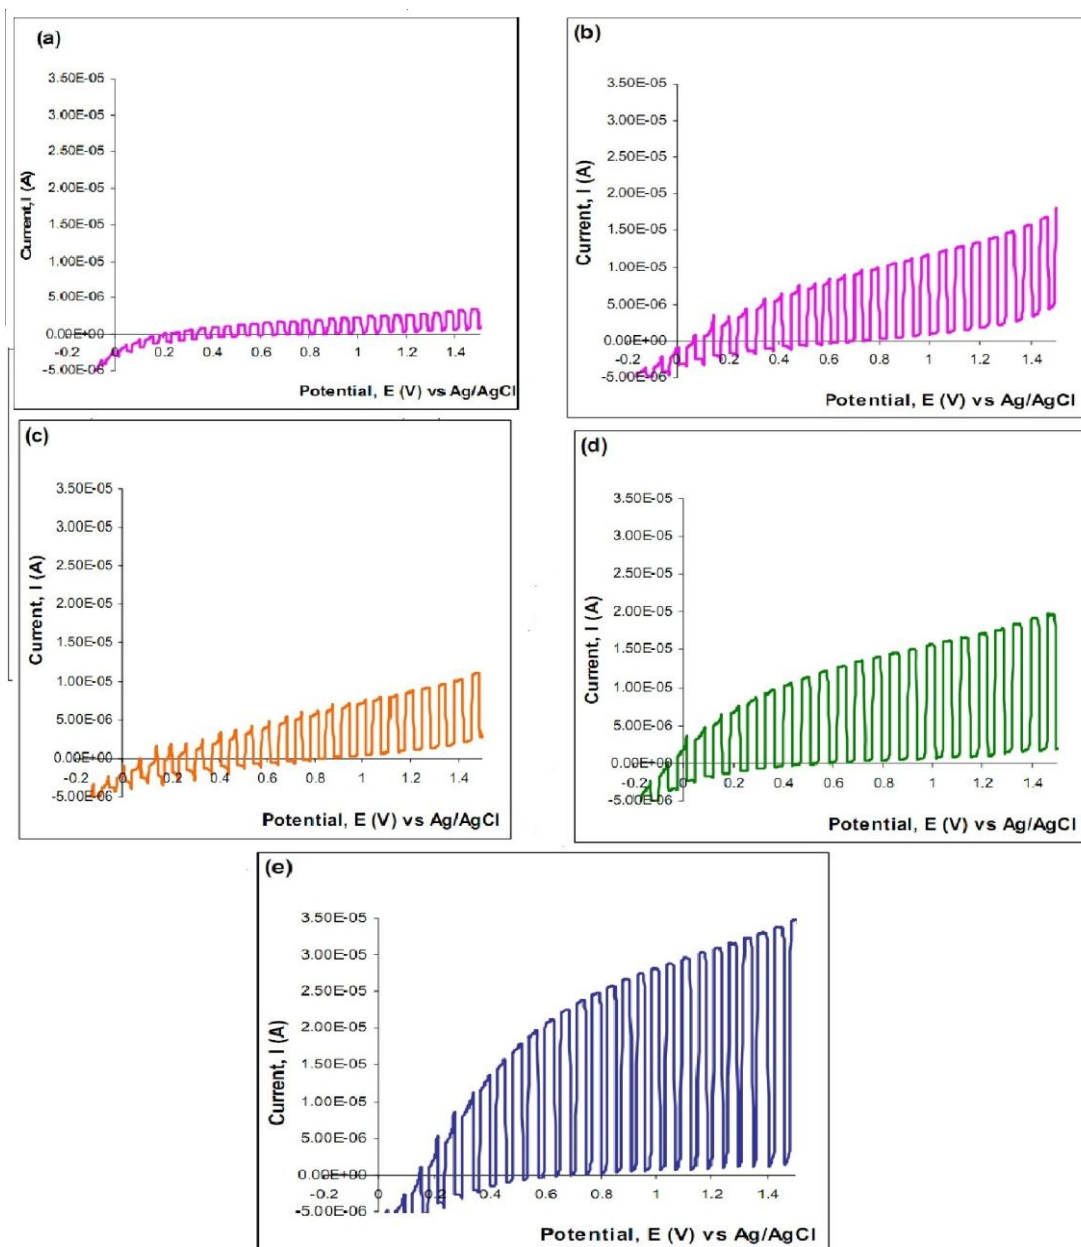 (a)
3.50E-05
3.00E-05
2.50E-05
2.00E-05
1.50E-05
1.00E-05
5.00E-06
0.00E+00
-5.00E-06
-0.2 0 0.2 0.4 0.6 0.8 1 1.2 1.4
Current,I (A)
Potential, E (V) vs Ag/AgCl
(b)
3.50E-05
3.00E-05
2.50E-05
2.00E-05
1.50E-05
1.00E-05
5.00E-06
0.00E+00
-5.00E-06
-0.2 0 0.2 0.4 0.6 0.8 1 1.2 1.4
Current, I (A)
Potential, E (V) vs Ag/AgCl
(c)
3.50E-05
3.00E-05
2.50E-05
2.00E-05
1.50E-05
1.00E-05
5.00E-06
0.00E+00
-5.00E-06
-0.2 0 0.2 0.4 0.6 0.8 1 1.2 1.4
Current, I (A)
Potential, E (V) vs Ag/AgCl
(d)
3.50E-05
3.00E-05
2.50E-05
2.00E-05
1.50E-05
1.00E-05
5.00E-06
0.00E+00
-5.00E-06
-0.2 0 0.2 0.4 0.6 0.8 1 1.2 1.4
Current, I (A)
Potential, E (V) vs Ag/AgCl
(e)
3.50E-05
3.00E-05
2.50E-05
2.00E-05
1.50E-05
1.00E-05
5.00E-06
0.00E+00
-5.00E-06
-0.2 0 0.2 0.4 0.6 0.8 1 1.2 1.4
Current, I (A)
Potential, E (V) vs Ag/AgCl